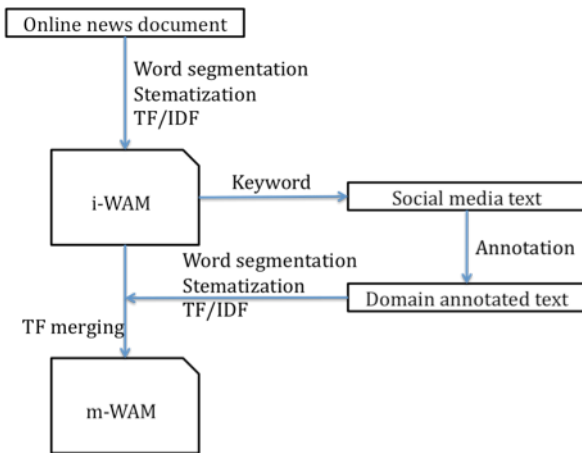 Online news document
Word segmentation
Stematization
TF/IDF
i-WAM
Keyword
Social media text
Annotation
Word segmentation
Stematization
TF/IDF
Domain annotated text
TF merging
m-WAM